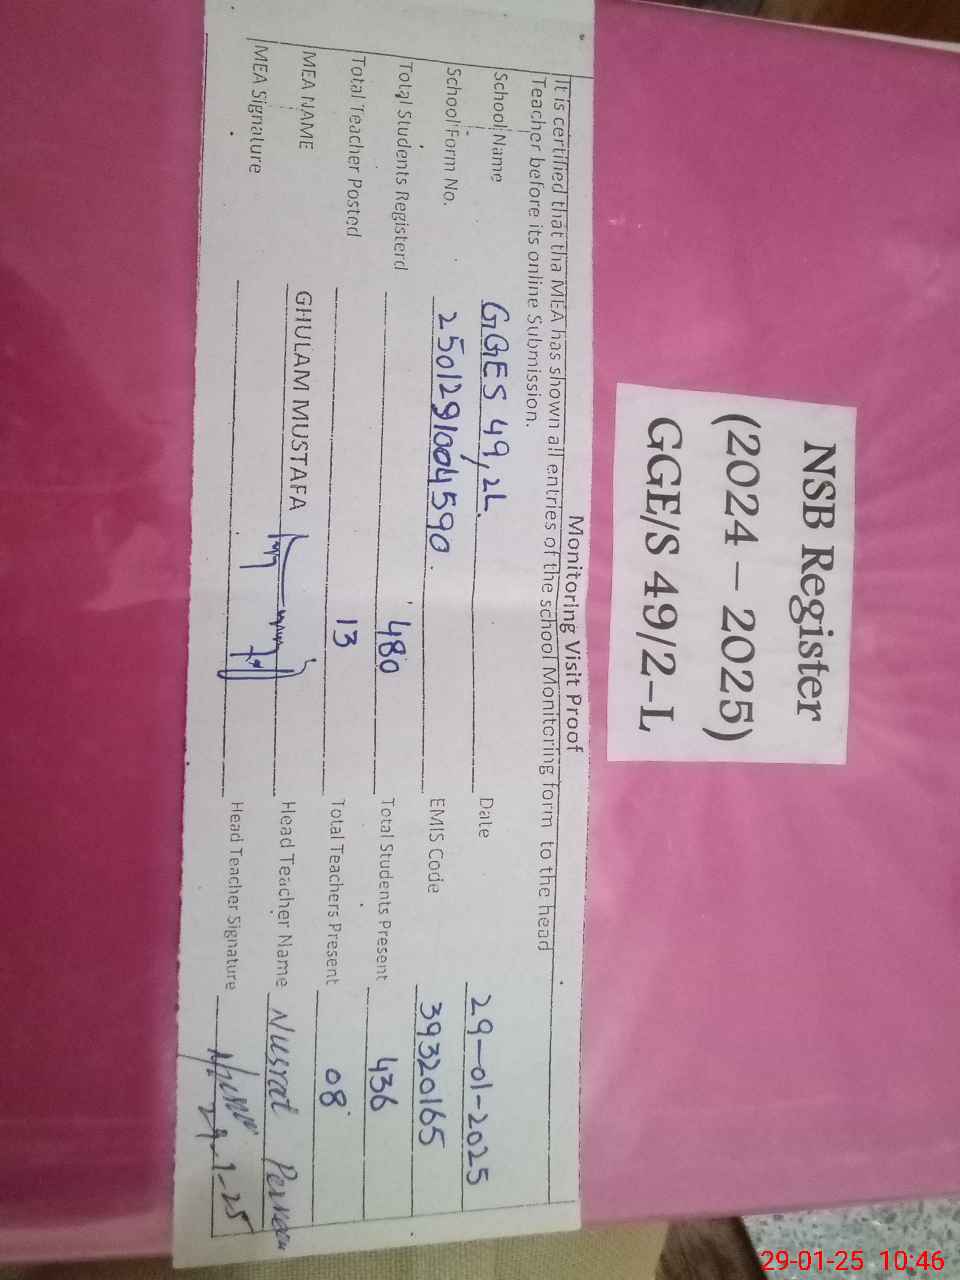 NSB Register
(2024 – 2025)
GGE/S 49/2-L
Monitoring Visit Proof
It is certified that tha MEA has shown all entries of the school Monitoring form to the head
Teacher before its online Submission.
School Name GGES 49,2L. Date 29-01-2025
School Form No. 2501291004590. EMIS Code 39320165
Total Students Registerd 480 Total Students Present 436
Total Teacher Posted 13 Total Teachers Present 08
MEA NAME GHULAM MUSTAFA Head Teacher Name Nusrat Perveen
MEA Signature Head Teacher Signature
29-1-25
29-01-25 10:46